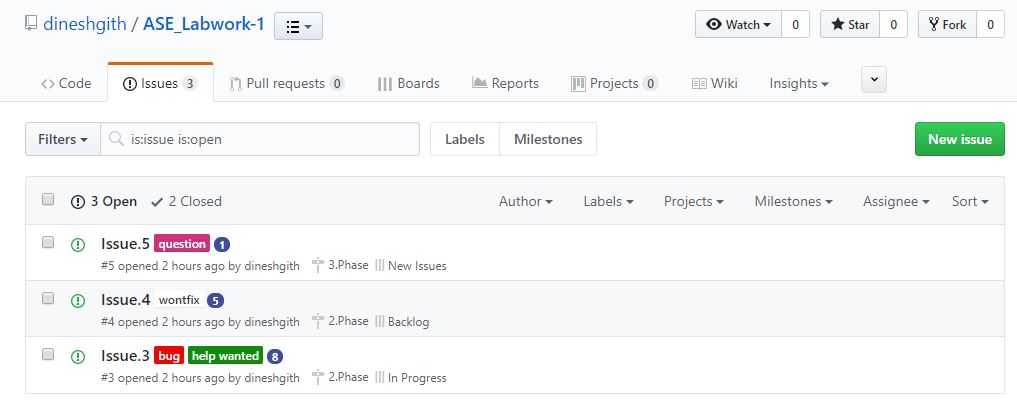 dineshgith / ASE_Labwork-1 Watch 0 Star 0 Fork 0
Code Issues 3 Pull requests 0 Boards Reports Projects 0 Wiki Insights
Filters is:issue is:open Labels Milestones New issue
3 Open 2 Closed Author Labels Projects Milestones Assignee Sort
Issue.5 question 1
#5 opened 2 hours ago by dineshgith 3.Phase New Issues
Issue.4 wontfix 5
#4 opened 2 hours ago by dineshgith 2.Phase Backlog
Issue.3 bug help wanted 8
#3 opened 2 hours ago by dineshgith 2.Phase In Progress